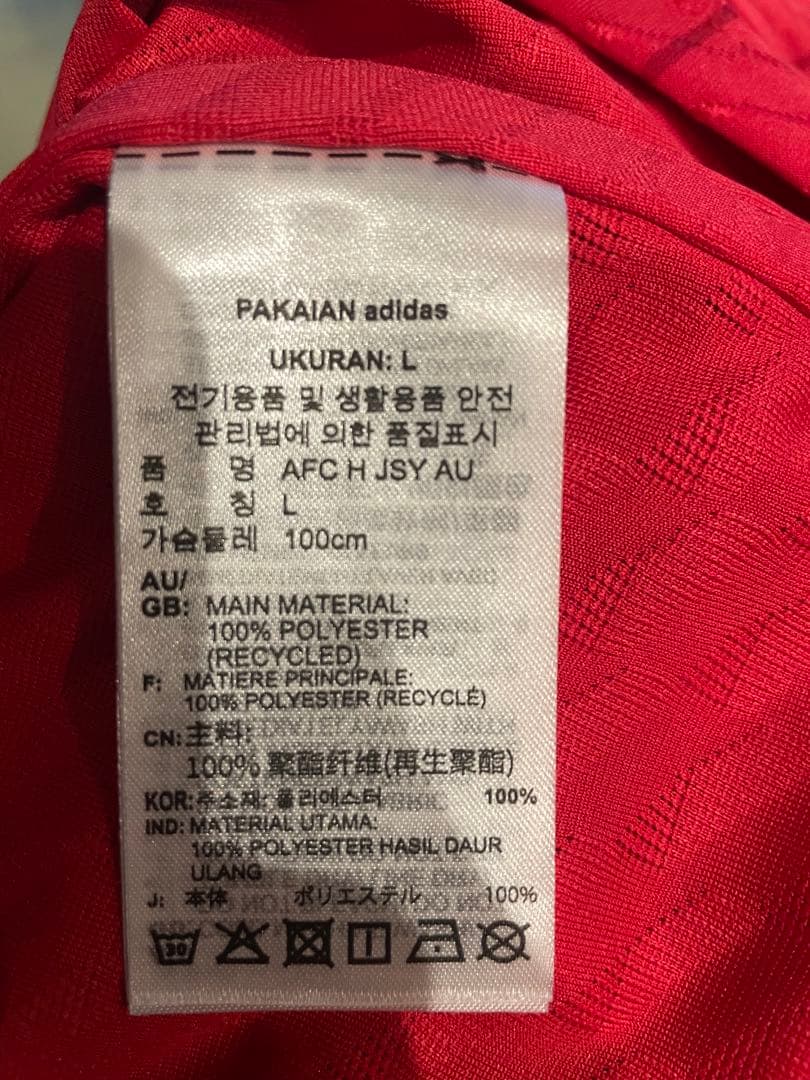 PAKAIAN adidas
UKURAN: L
전기용품 및 생활용품 안전
관리법에 의한 품질표시
품 명 AFC H JSY AU
호 칭 L
가슴둘레 100cm
AU/
GB: MAIN MATERIAL:
100% POLYESTER
(RECYCLED)
F: MATIERE PRINCIPALE:
100% POLYESTER (RECYCLÉ)
CN:主料:
100% 聚酯纤维(再生聚酯)
KOR:주소재: 폴리에스터 100%
IND: MATERIAL UTAMA:
100% POLYESTER HASIL DAUR
ULANG
J: 本体 ポリエステル 100%
30